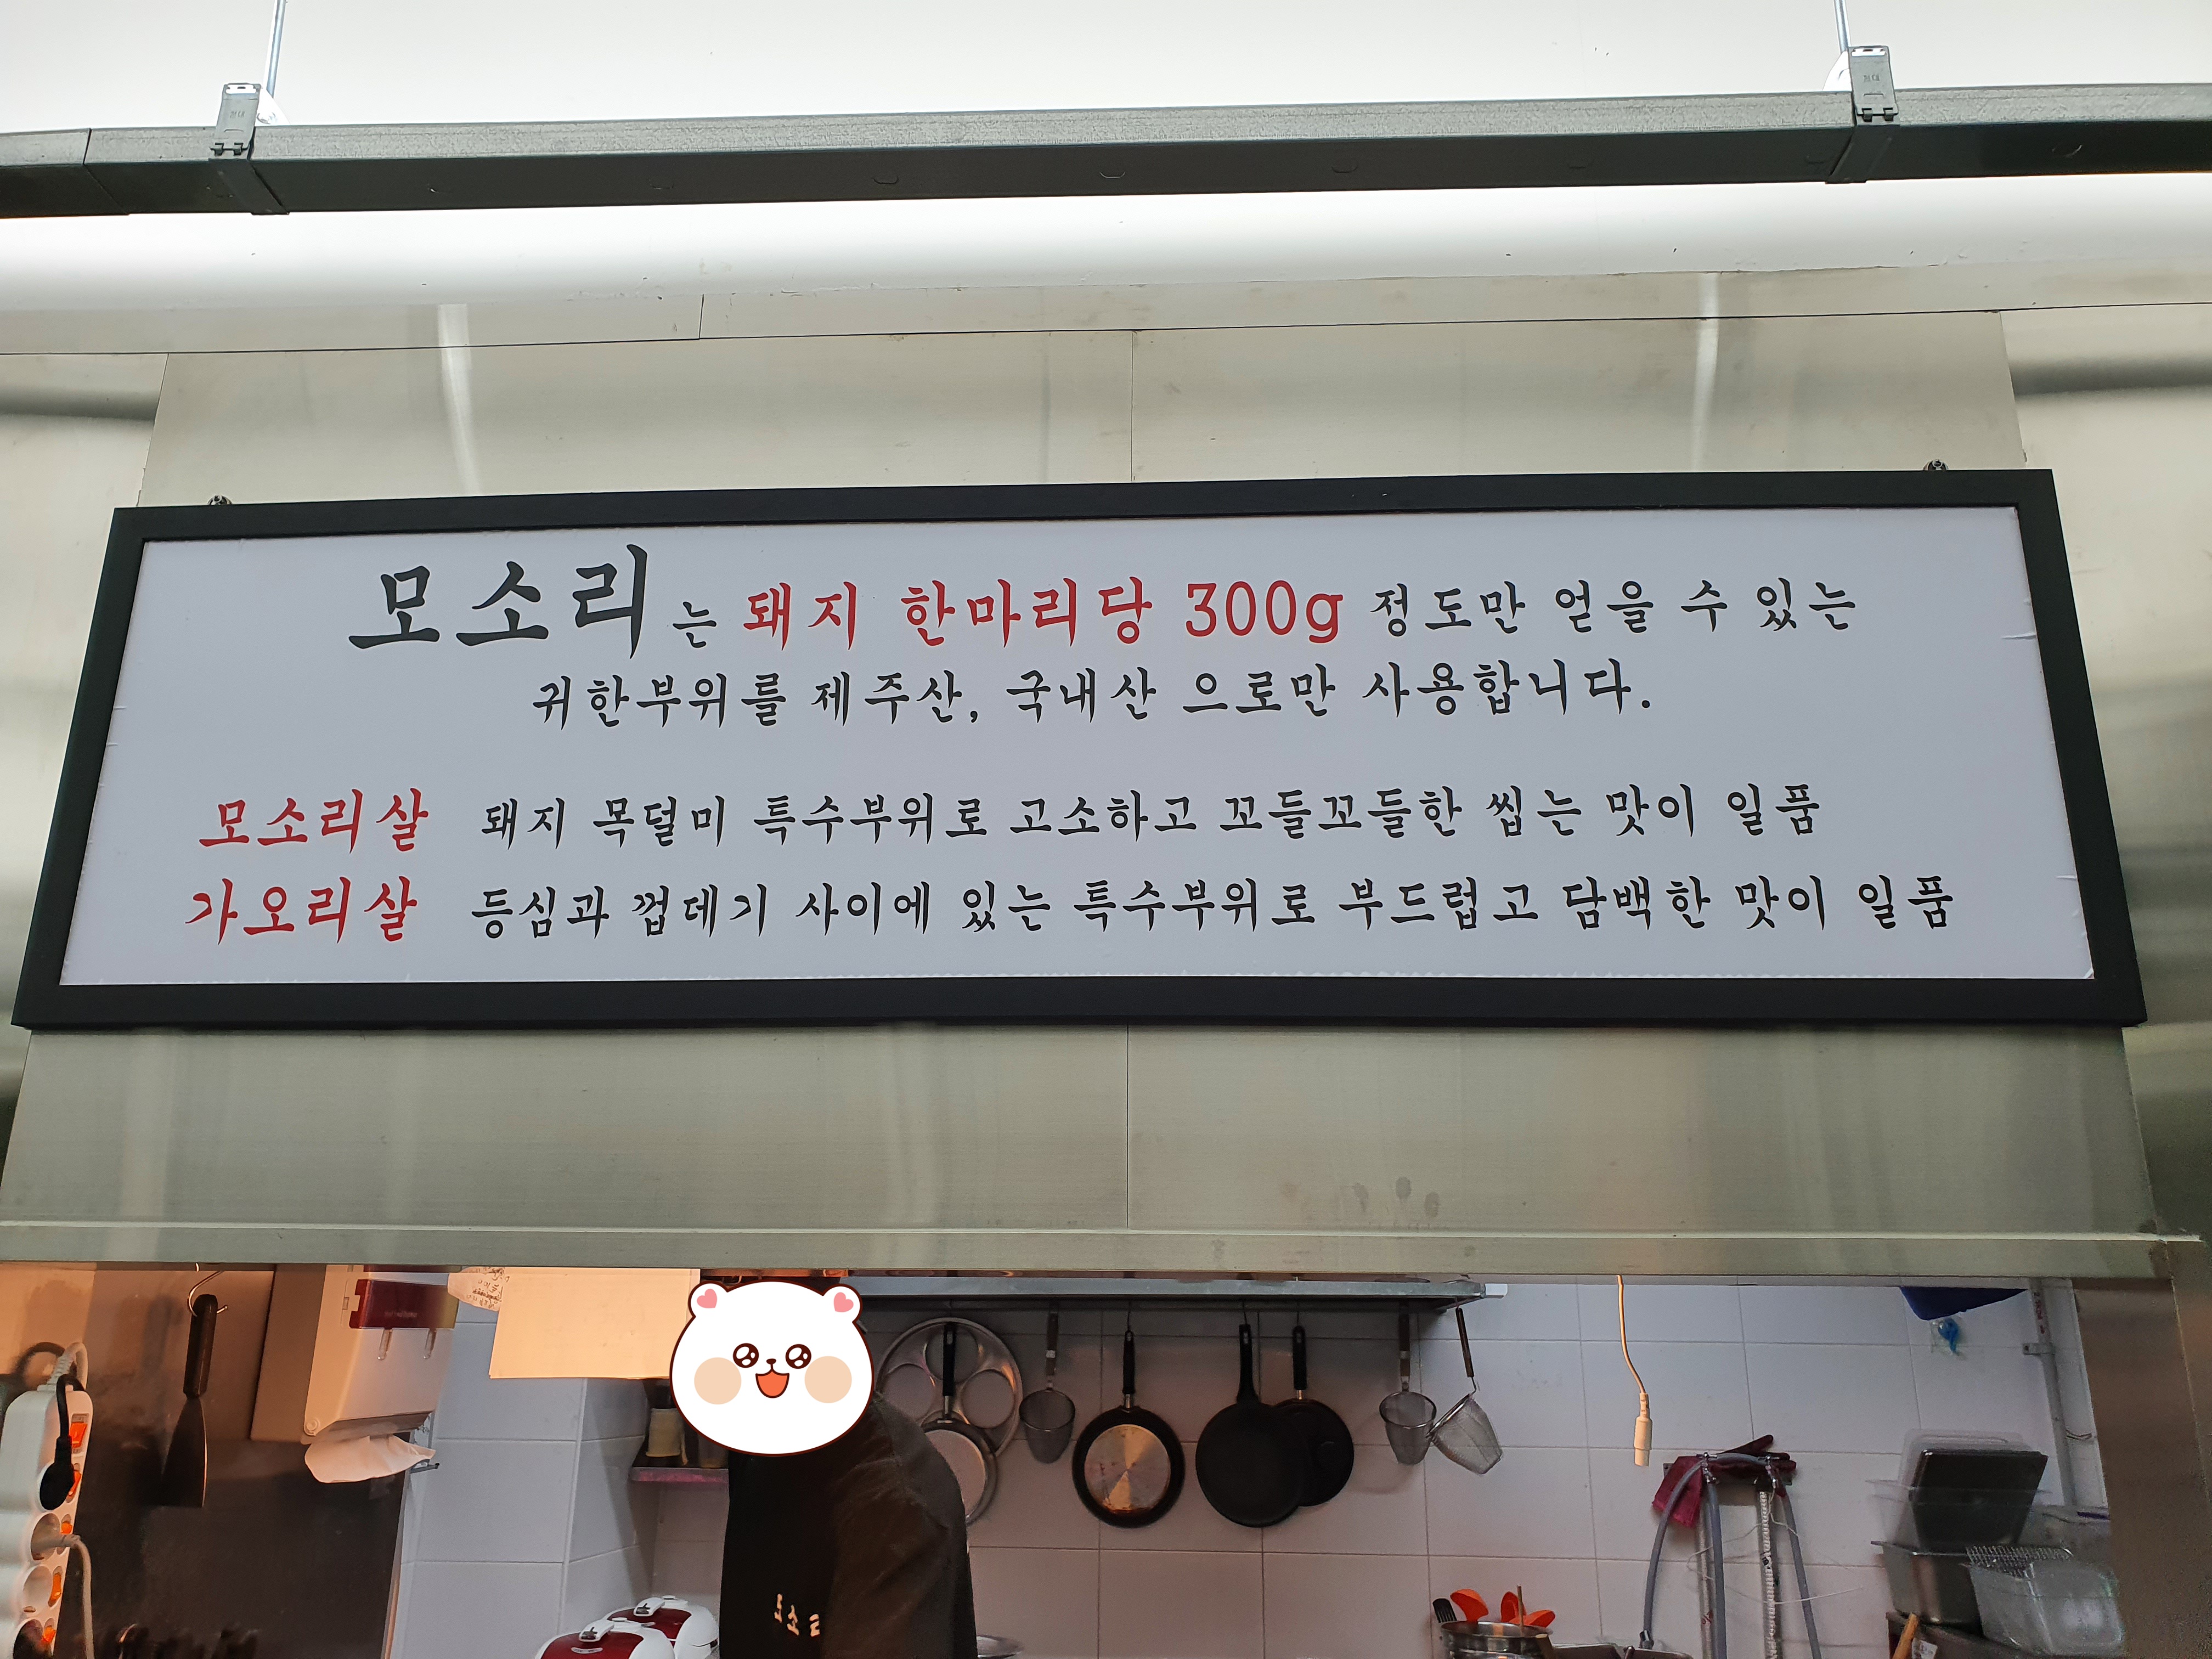 모소리는 돼지 한마리당 300g 정도만 얻을 수 있는
귀한부위를 제주산, 국내산 으로만 사용합니다.
모소리살 돼지 목덜미 특수부위로 고소하고 꼬들꼬들한 씹는 맛이 일품
가오리살 등심과 껍데기 사이에 있는 특수부위로 부드럽고 담백한 맛이 일품